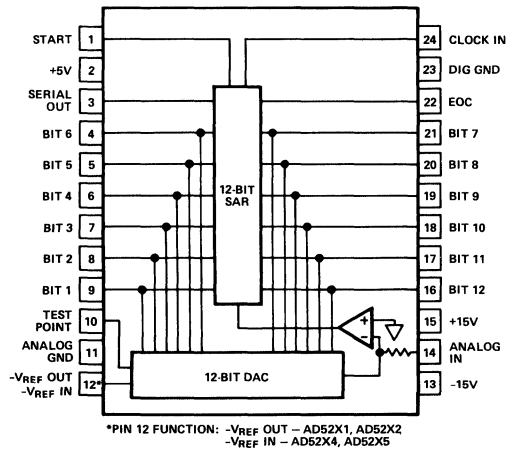 START 1
+5V 2
SERIAL
OUT 3
BIT 6 4
BIT 5 5
BIT 4 6
BIT 3 7
BIT 2 8
BIT 1 9
TEST
POINT 10
ANALOG
GND 11
-VREF OUT
-VREF IN 12*
12-BIT
SAR
+
-
12-BIT DAC
24 CLOCK IN
23 DIG GND
22 EOC
21 BIT 7
20 BIT 8
19 BIT 9
18 BIT 10
17 BIT 11
16 BIT 12
15 +15V
14 ANALOG
IN
13 -15V
*PIN 12 FUNCTION: -VREF OUT – AD52X1, AD52X2
-VREF IN – AD52X4, AD52X5